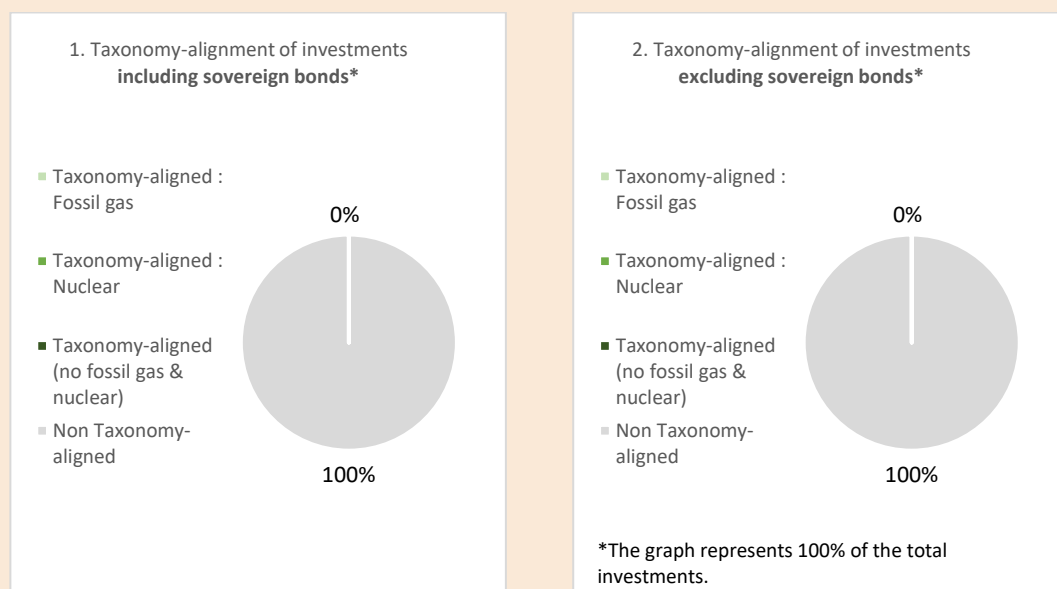 1. Taxonomy-alignment of investments
including sovereign bonds*
Taxonomy-aligned :
Fossil gas
Taxonomy-aligned :
Nuclear
Taxonomy-aligned
(no fossil gas &
nuclear)
Non Taxonomy-
aligned
0%
100%
2. Taxonomy-alignment of investments
excluding sovereign bonds*
Taxonomy-aligned :
Fossil gas
Taxonomy-aligned :
Nuclear
Taxonomy-aligned
(no fossil gas &
nuclear)
Non Taxonomy-
aligned
0%
100%
*The graph represents 100% of the total
investments.